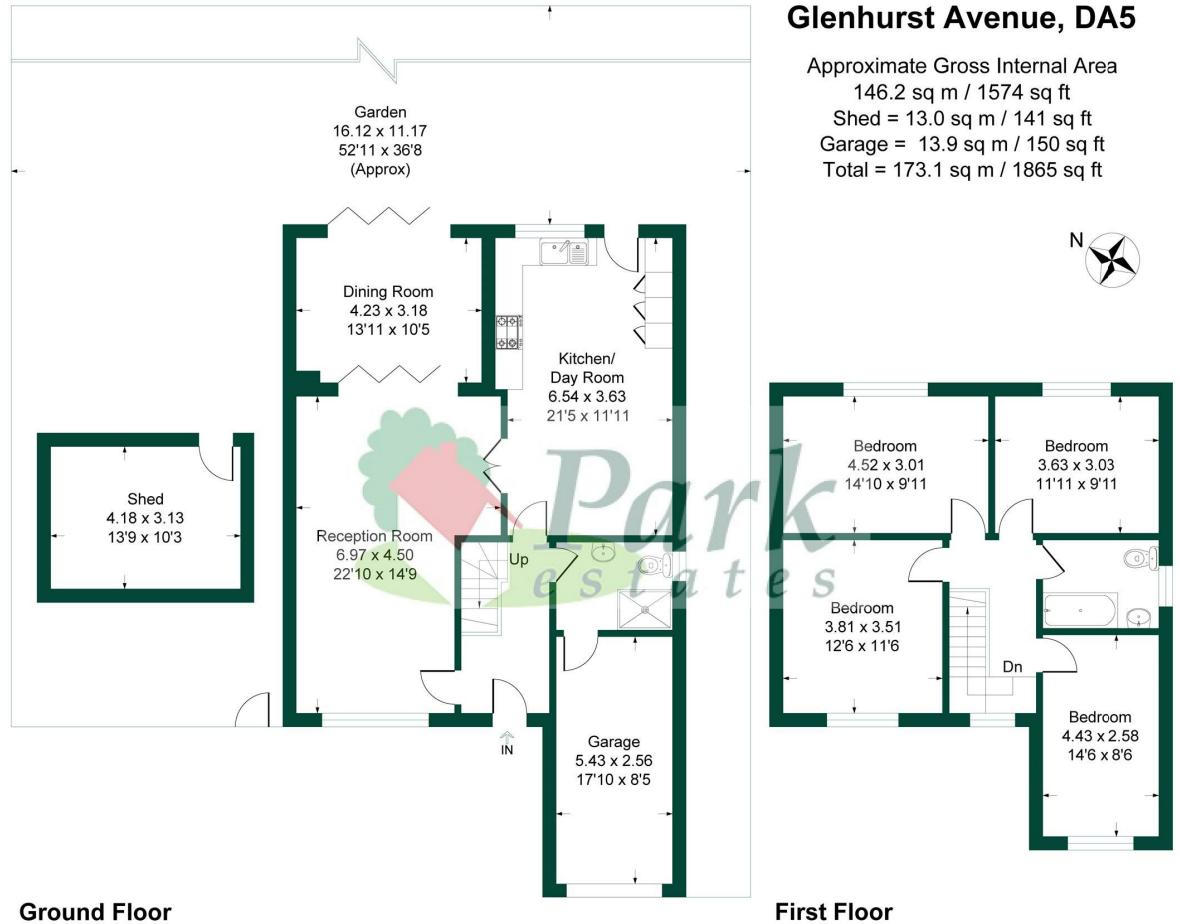 Glenhurst Avenue, DA5
Approximate Gross Internal Area
146.2 sq m / 1574 sq ft
Shed = 13.0 sq m / 141 sq ft
Garage = 13.9 sq m / 150 sq ft
Total = 173.1 sq m / 1865 sq ft
N
Garden
16.12 x 11.17
52'11 x 36'8
(Approx)
Dining Room
4.23 x 3.18
13'11 x 10'5
Kitchen/
Day Room
6.54 x 3.63
21'5 x 11'11
Shed
4.18 x 3.13
13'9 x 10'3
Reception Room
6.97 x 4.50
22'10 x 14'9
Up
IN
Garage
5.43 x 2.56
17'10 x 8'5
Park
estates
Bedroom
4.52 x 3.01
14'10 x 9'11
Bedroom
3.63 x 3.03
11'11 x 9'11
Bedroom
3.81 x 3.51
12'6 x 11'6
Dn
Bedroom
4.43 x 2.58
14'6 x 8'6
Ground Floor
First Floor